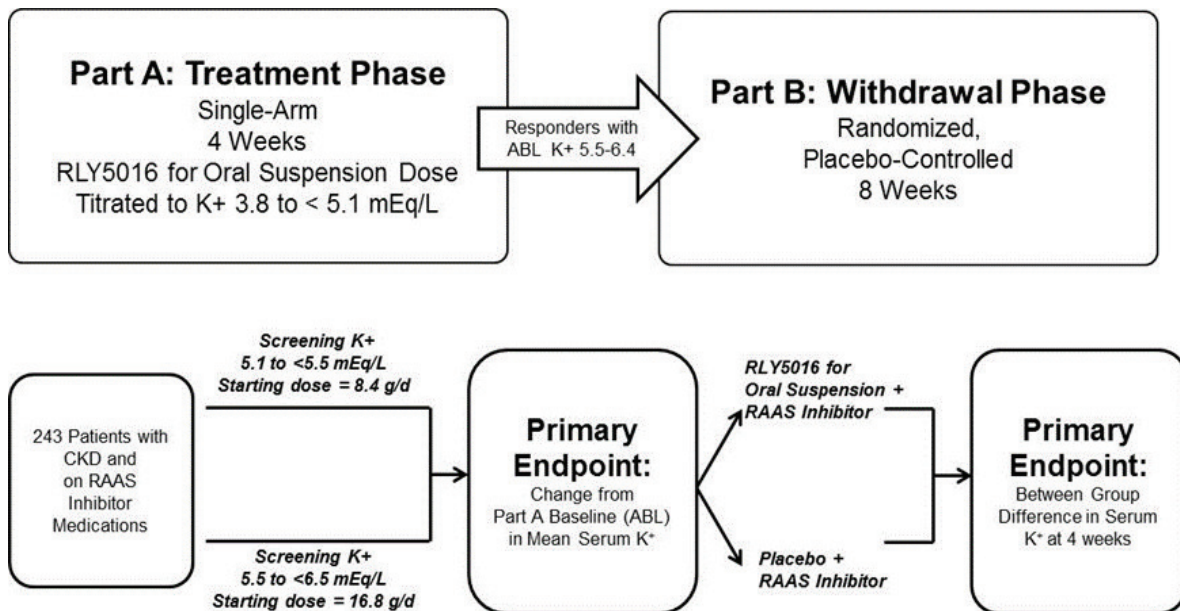 Part A: Treatment Phase
Single-Arm
4 Weeks
RLY5016 for Oral Suspension Dose
Titrated to K+ 3.8 to < 5.1 mEq/L
Responders with
ABL K+ 5.5-6.4
Part B: Withdrawal Phase
Randomized,
Placebo-Controlled
8 Weeks
243 Patients with
CKD and
on RAAS
Inhibitor
Medications
Screening K+
5.1 to <5.5 mEq/L
Starting dose = 8.4 g/d
Screening K+
5.5 to <6.5 mEq/L
Starting dose = 16.8 g/d
Primary
Endpoint:
Change from
Part A Baseline (ABL)
in Mean Serum K⁺
RLY5016 for
Oral Suspension +
RAAS Inhibitor
Placebo +
RAAS Inhibitor
Primary
Endpoint:
Between Group
Difference in Serum
K⁺ at 4 weeks